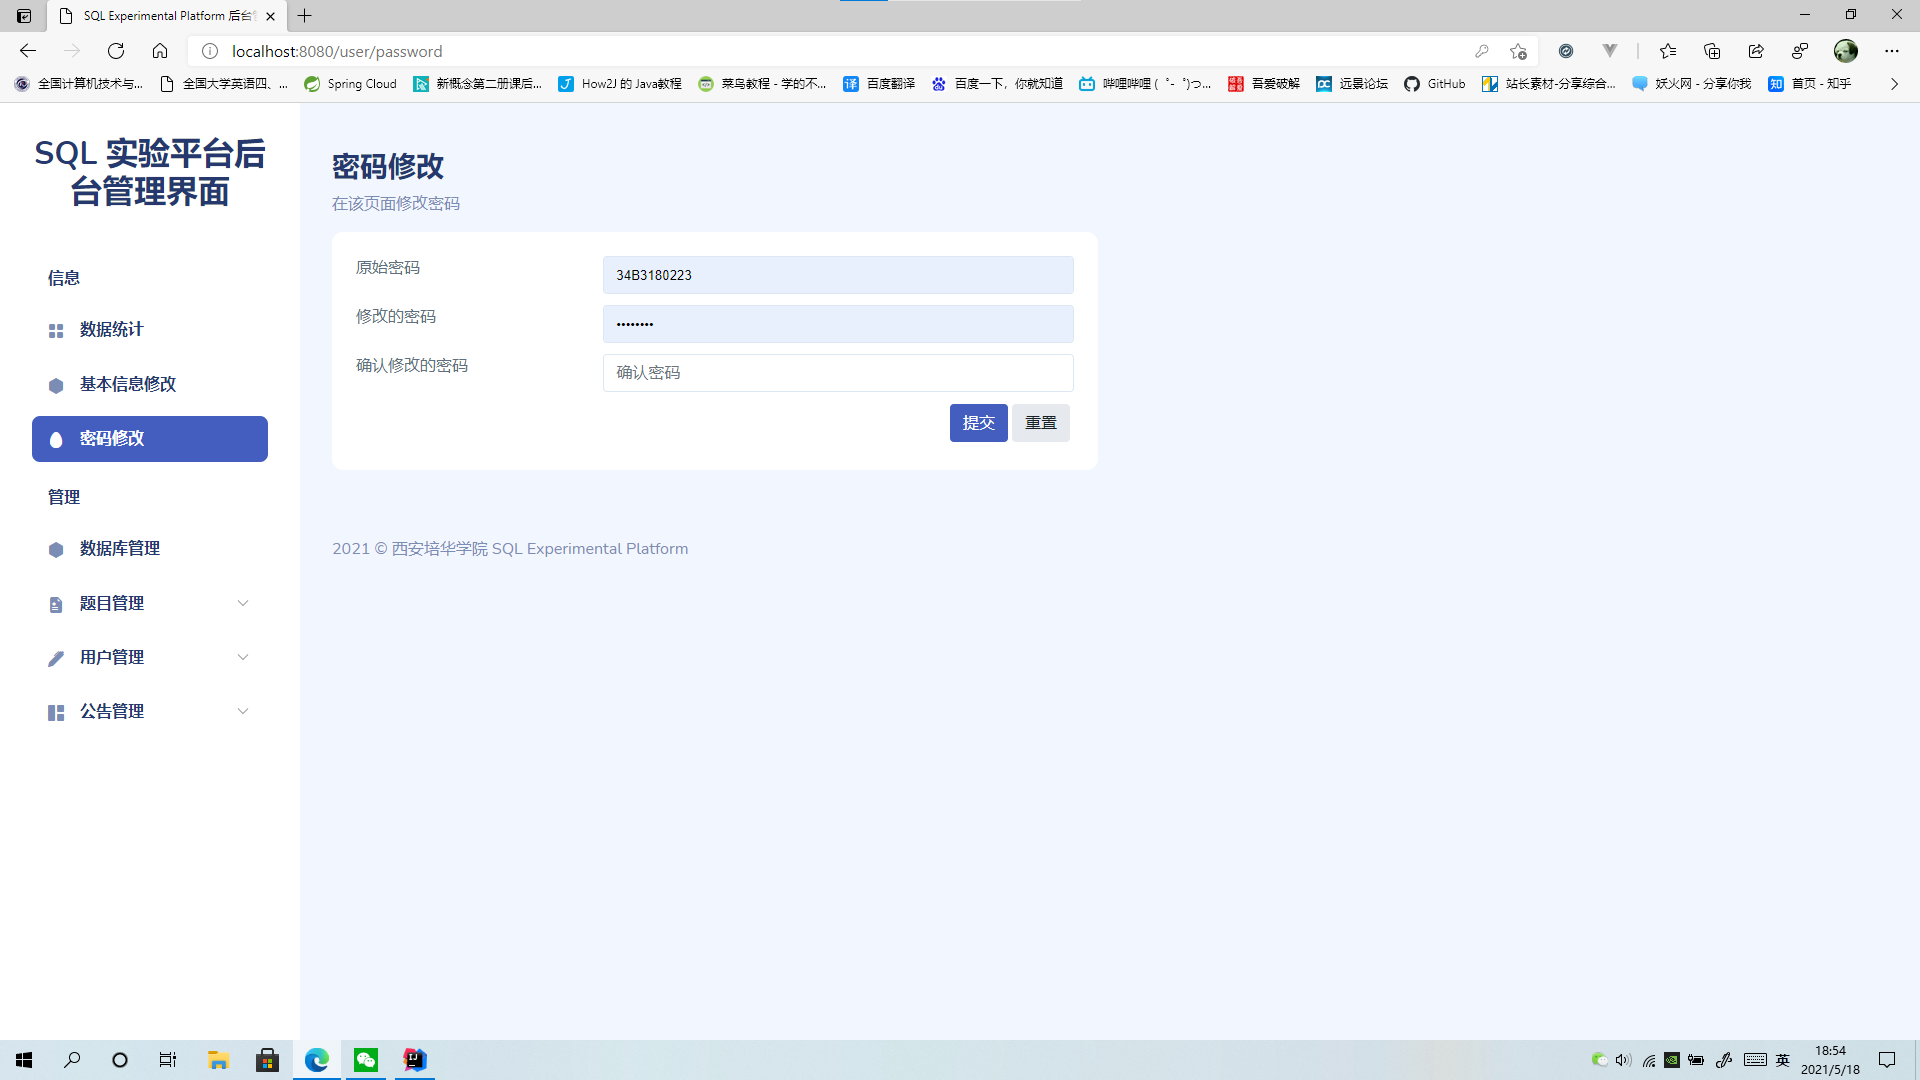 SQL Experimental Platform 后台
localhost:8080/user/password
全国计算机技术与...
全国大学英语四、...
Spring Cloud
新概念第二册课后...
How2J 的 Java教程
菜鸟教程 - 学的不...
百度翻译
百度一下，你就知道
哔哩哔哩 ( ゜- ゜)つ...
吾爱破解
远景论坛
GitHub
站长素材-分享综合...
妖火网 - 分享你我
首页 - 知乎
SQL 实验平台后
台管理界面
信息
数据统计
基本信息修改
密码修改
管理
数据库管理
题目管理
用户管理
公告管理
密码修改
在该页面修改密码
原始密码
34B3180223
修改的密码
••••••••
确认修改的密码
确认密码
提交
重置
2021 © 西安培华学院 SQL Experimental Platform
英
18:54
2021/5/18